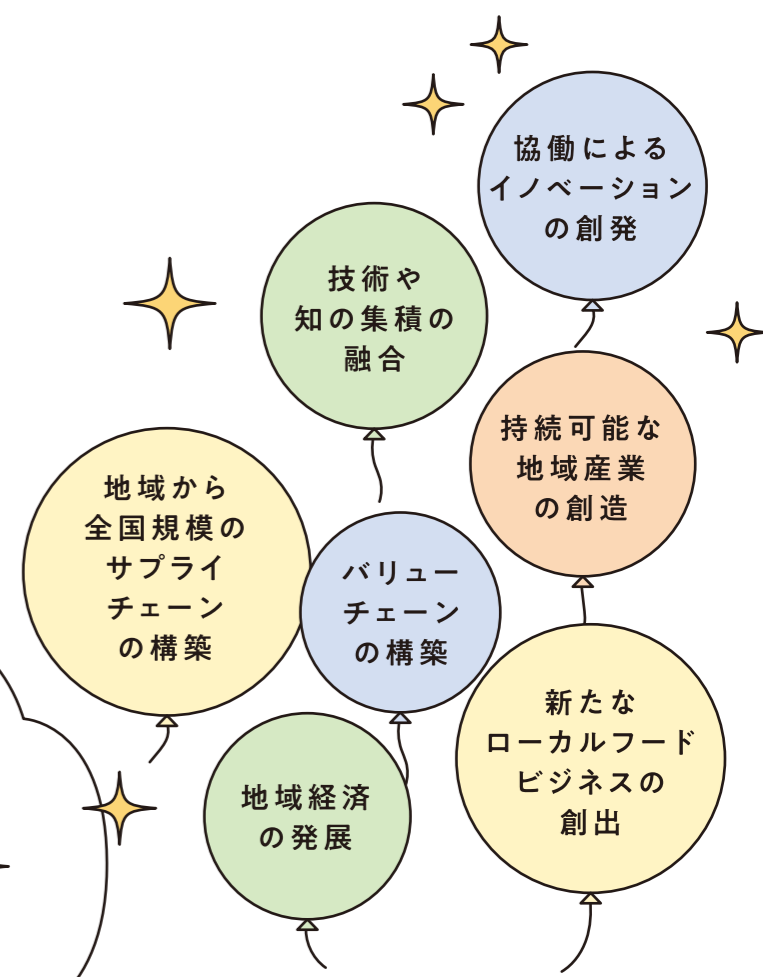 協働による
イノベーション
の創発
技術や
知の集積の
融合
持続可能な
地域産業
の創造
地域から
全国規模の
サプライ
チェーン
の構築
バリュー
チェーン
の構築
新たな
ローカルフード
ビジネスの
創出
地域経済
の発展